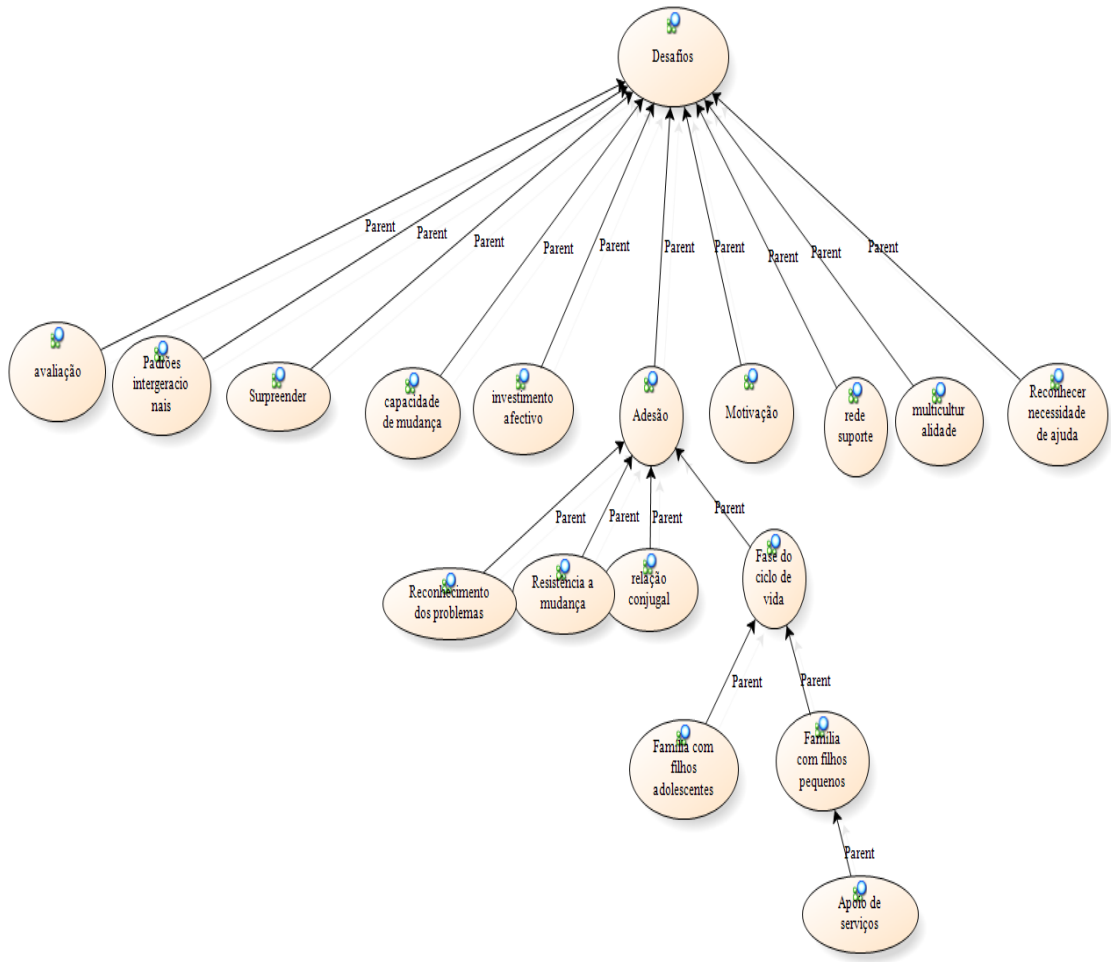 Desafios
Parent
Parent
Parent
Parent
Parent
Parent
Parent
Parent
Parent
Parent
avaliação
Padrões
intergeracio
nais
Surpreender
capacidade
de mudança
investimento
afectivo
Adesão
Motivação
rede
suporte
multicultur
alidade
Reconhecer
necessidade
de ajuda
Parent
Parent
Parent
Parent
Reconhecimento
dos problemas
Resistência a
mudança
relação
conjugal
Fase do
ciclo de
vida
Parent
Parent
Família com
filhos
adolescentes
Família
com filhos
pequenos
Parent
Apoio de
serviços